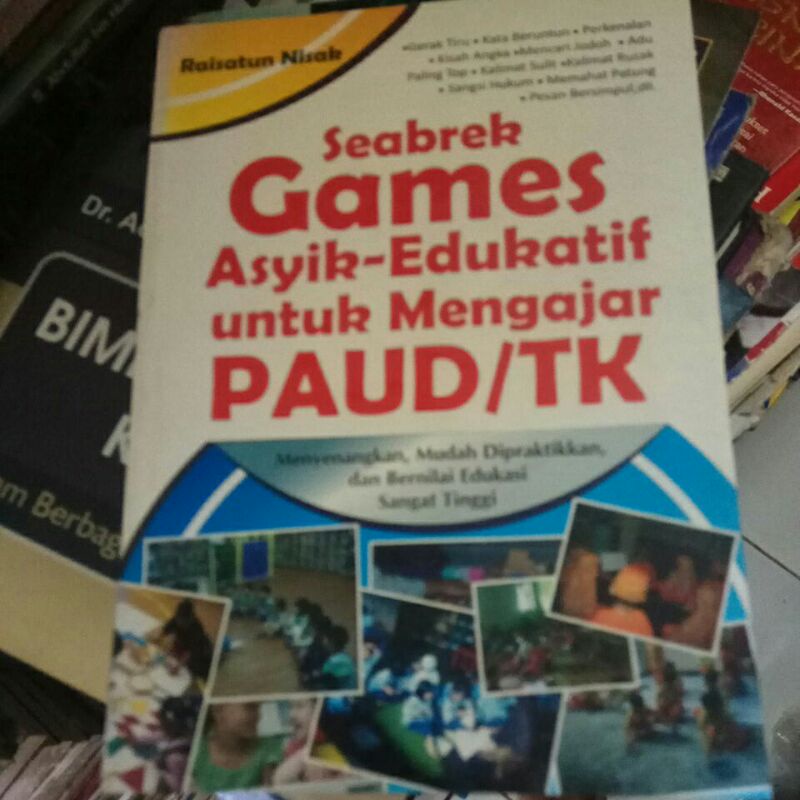 Raisatun Nisak
•Gerak Tiru • Kata Beruntun • Perkenalan
• Kisah Angka •Mencari Jodoh • Adu
Paling Top • Kalimat Sulit •Kalimat Rusak
• Sangsi Hukum • Memahat Patung
• Pesan Bersimpul,dll.
Seabrek
Games
Asyik-Edukatif
untuk Mengajar
PAUD/TK
Menyenangkan, Mudah Dipraktikkan,
dan Bernilai Edukasi
Sangat Tinggi
Dr. A
BIM
K
m Berbag